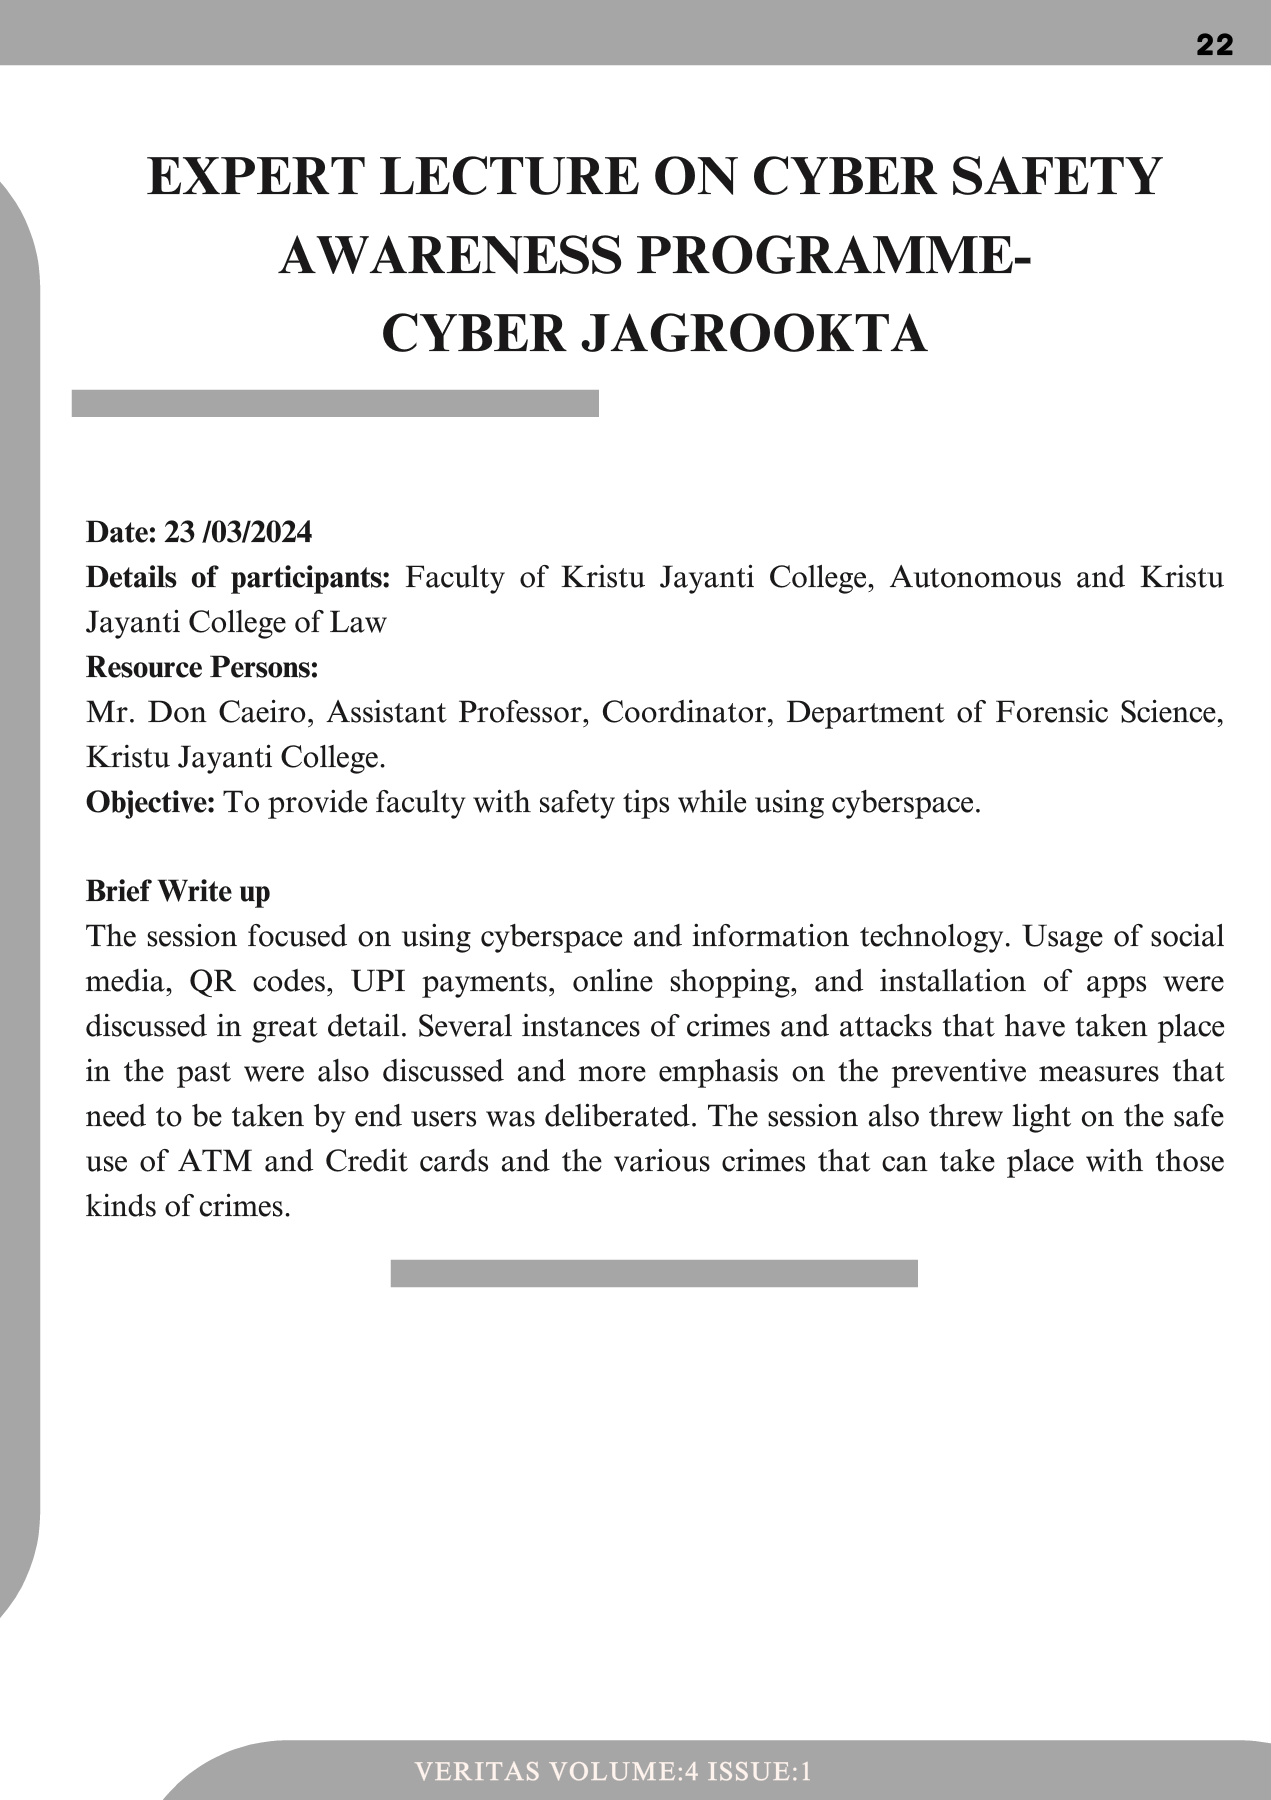 22
EXPERT LECTURE ON CYBER SAFETY
AWARENESS PROGRAMME-
CYBER JAGROOKTA
Date: 23 /03/2024
Details of participants: Faculty of Kristu Jayanti College, Autonomous and Kristu
Jayanti College of Law
Resource Persons:
Mr. Don Caeiro, Assistant Professor, Coordinator, Department of Forensic Science,
Kristu Jayanti College.
Objective: To provide faculty with safety tips while using cyberspace.
Brief Write up
The session focused on using cyberspace and information technology. Usage of social
media, QR codes, UPI payments, online shopping, and installation of apps were
discussed in great detail. Several instances of crimes and attacks that have taken place
in the past were also discussed and more emphasis on the preventive measures that
need to be taken by end users was deliberated. The session also threw light on the safe
use of ATM and Credit cards and the various crimes that can take place with those
kinds of crimes.
VERITAS VOLUME:4 ISSUE:1